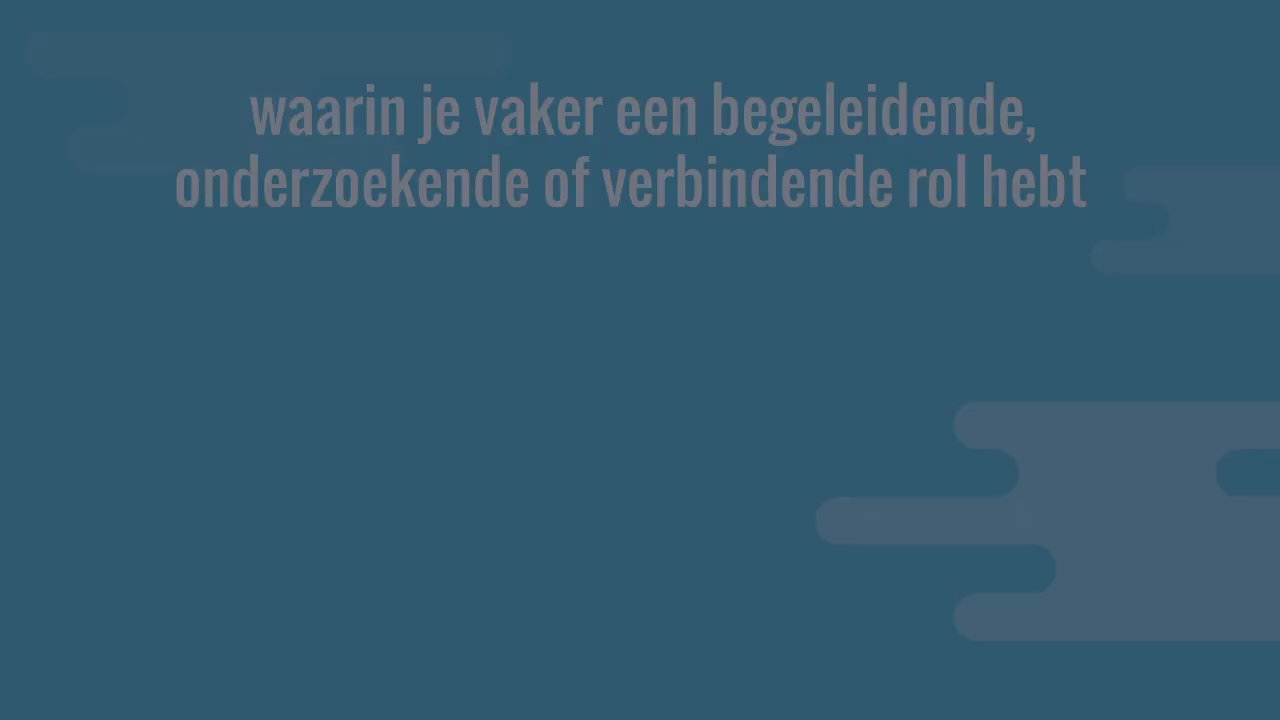 waarin je vaker een begeleidende,
onderzoekende of verbindende rol hebt